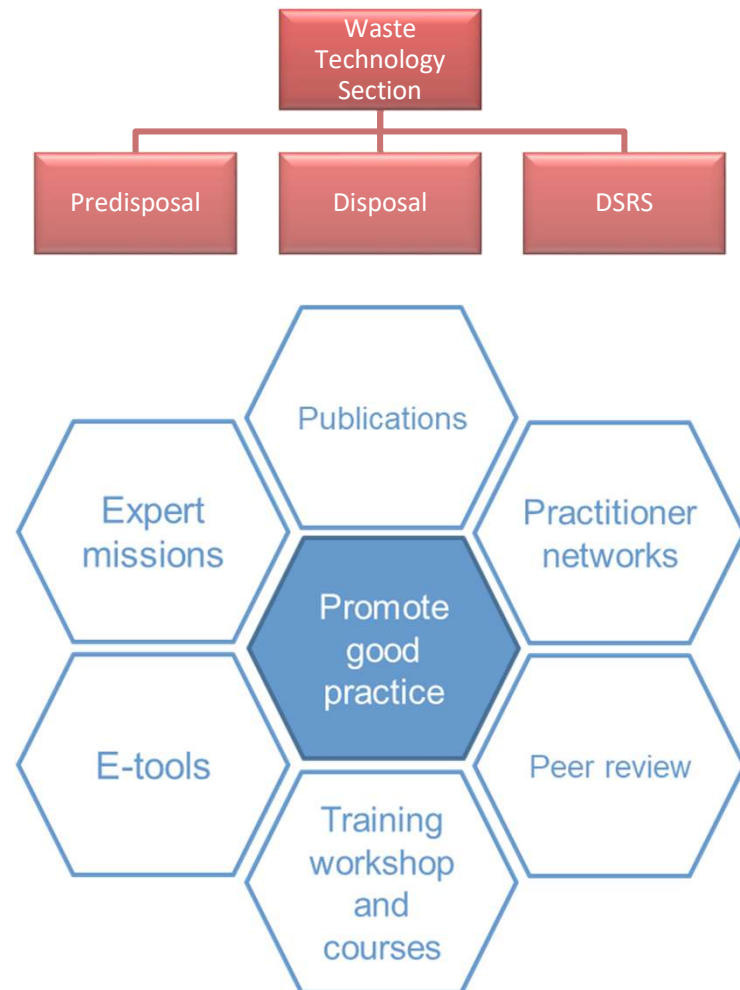 Waste
Technology
Section
Predisposal
Disposal
DSRS
Publications
Expert
missions
Practitioner
networks
Promote
good
practice
E-tools
Peer review
Training
workshop
and
courses